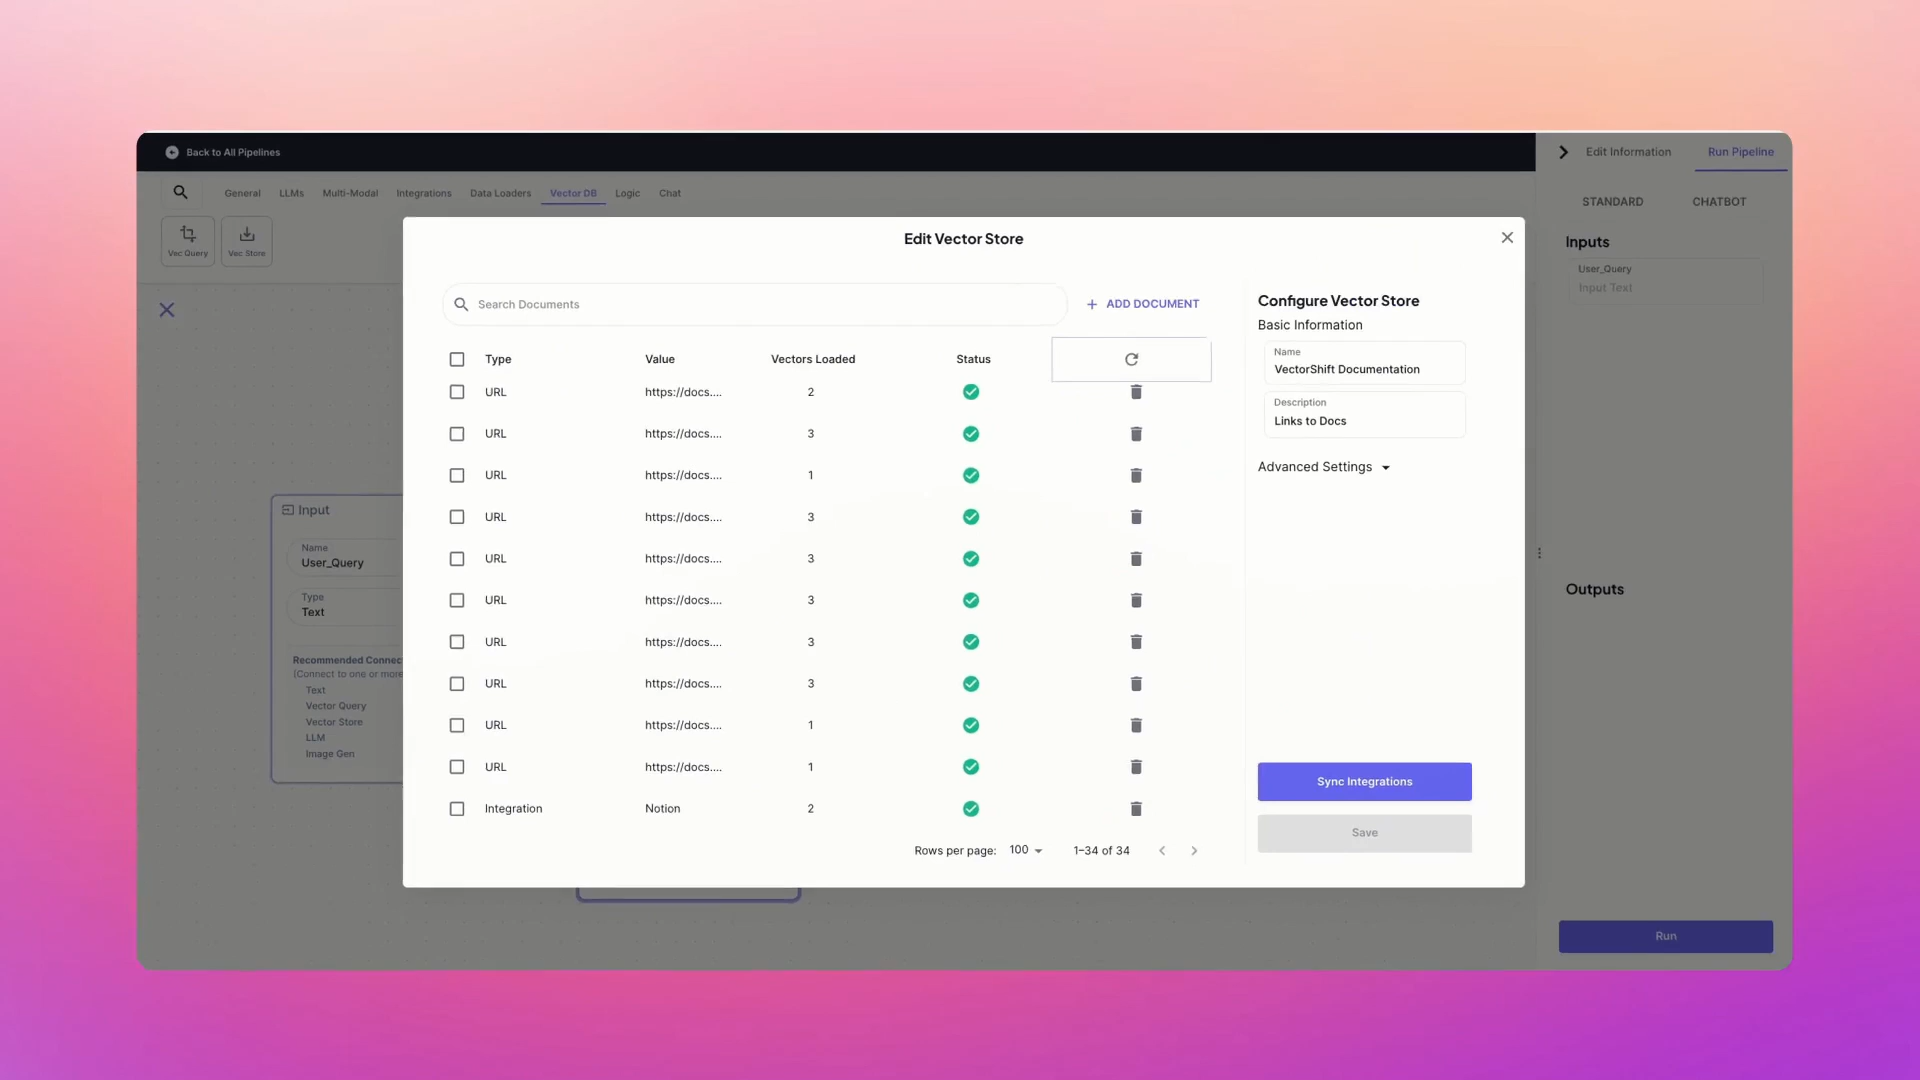 Back to All Pipelines
Edit Information
Run Pipeline
General
LLMs
Multi-Modal
Integrations
Data Loaders
Vector DB
Logic
Chat
STANDARD
CHATBOT
Vec Query
Vec Store
Edit Vector Store
Inputs
User_Query
Input Text
Search Documents
ADD DOCUMENT
Configure Vector Store
Basic Information
Name
VectorShift Documentation
Description
Links to Docs
Advanced Settings
Type Value Vectors Loaded Status
URL https://docs.... 2
URL https://docs.... 3
URL https://docs.... 1
URL https://docs.... 3
URL https://docs.... 3
URL https://docs.... 3
URL https://docs.... 3
URL https://docs.... 3
URL https://docs.... 1
URL https://docs.... 1
Integration Notion 2
Rows per page: 100 1–34 of 34
Input
Name
User_Query
Type
Text
Recommended Connec
(Connect to one or more
Text
Vector Query
Vector Store
LLM
Image Gen
Outputs
Sync Integrations
Save
Run